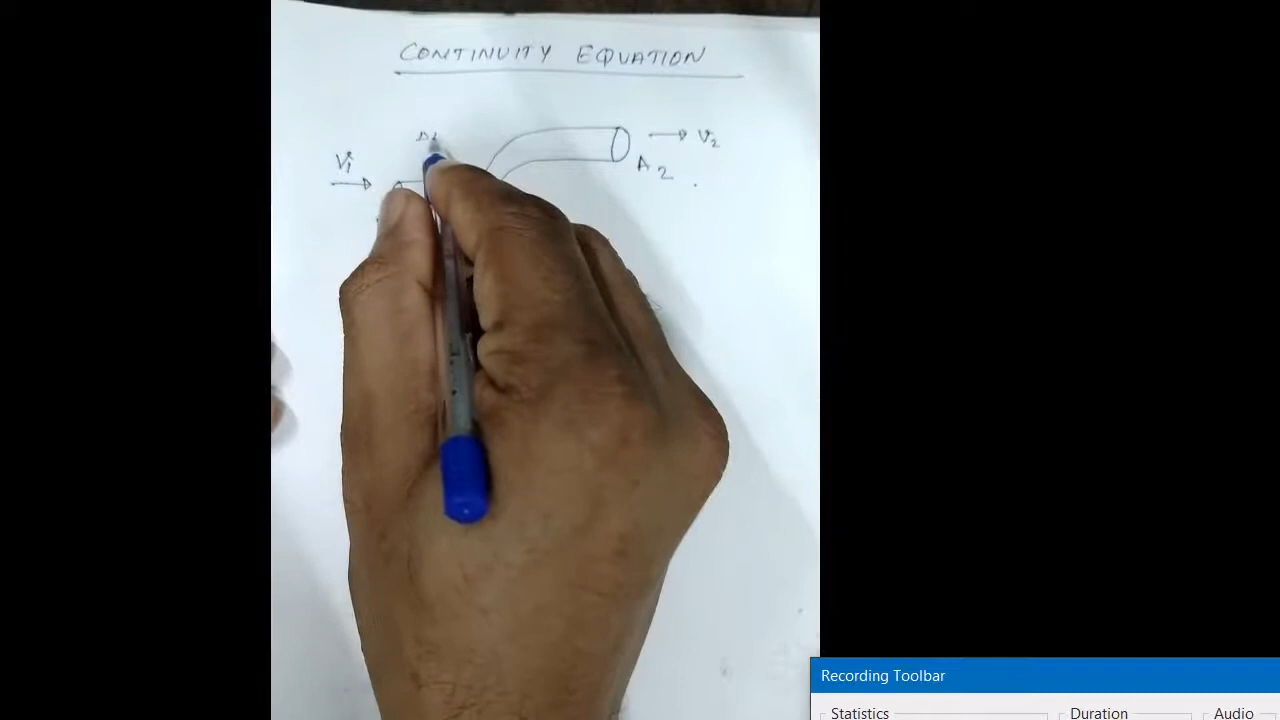 CONTINUITY EQUATION
V₂
V₁
A₂
Recording Toolbar
Statistics
Duration
Audio